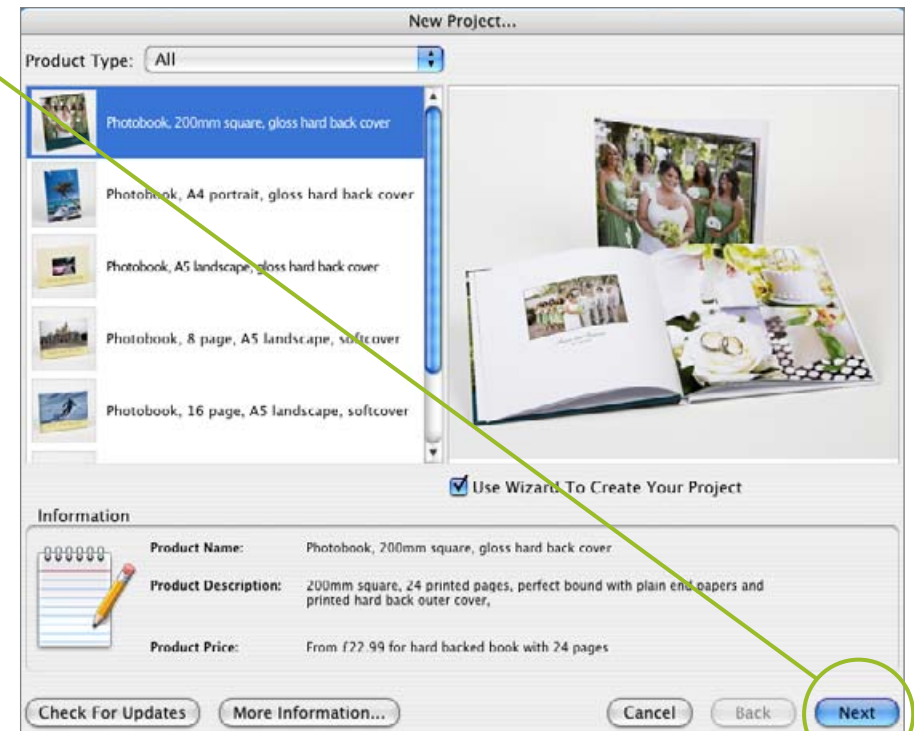 New Project...
Product Type: All
Photobook, 200mm square, gloss hard back cover
Photobook, A4 portrait, gloss hard back cover
Photobook, A5 landscape, gloss hard back cover
Photobook, 8 page, A5 landscape, softcover
Photobook, 16 page, A5 landscape, softcover
Use Wizard To Create Your Project
Information
Product Name: Photobook, 200mm square, gloss hard back cover
Product Description: 200mm square, 24 printed pages, perfect bound with plain end papers and
printed hard back outer cover,
Product Price: From £22.99 for hard backed book with 24 pages
Check For Updates More Information... Cancel Back Next